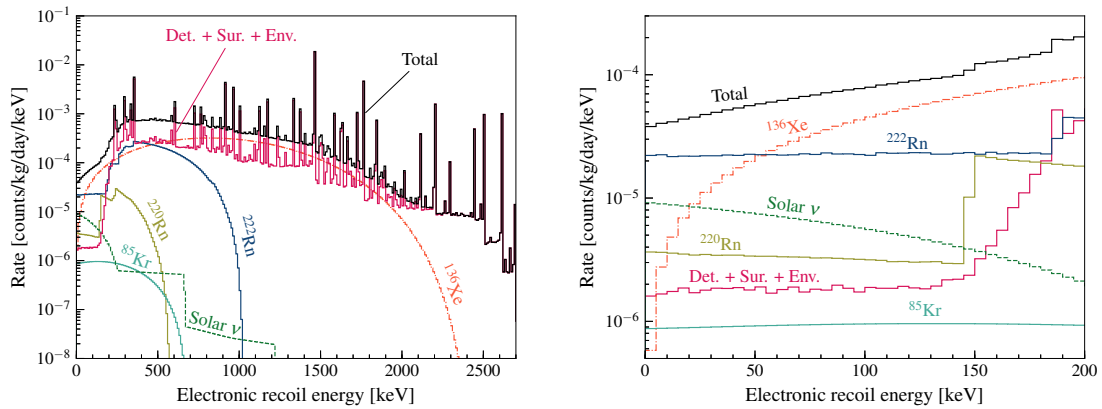 Det. + Sur. + Env.
Total
²²⁰Rn
²²²Rn
⁸⁵Kr
¹³⁶Xe
Solar ν
Rate [counts/kg/day/keV]
10⁻¹
10⁻²
10⁻³
10⁻⁴
10⁻⁵
10⁻⁶
10⁻⁷
10⁻⁸
0 500 1000 1500 2000 2500
Electronic recoil energy [keV]
Total
¹³⁶Xe
²²²Rn
Solar ν
²²⁰Rn
Det. + Sur. + Env.
⁸⁵Kr
Rate [counts/kg/day/keV]
10⁻⁴
10⁻⁵
10⁻⁶
0 50 100 150 200
Electronic recoil energy [keV]